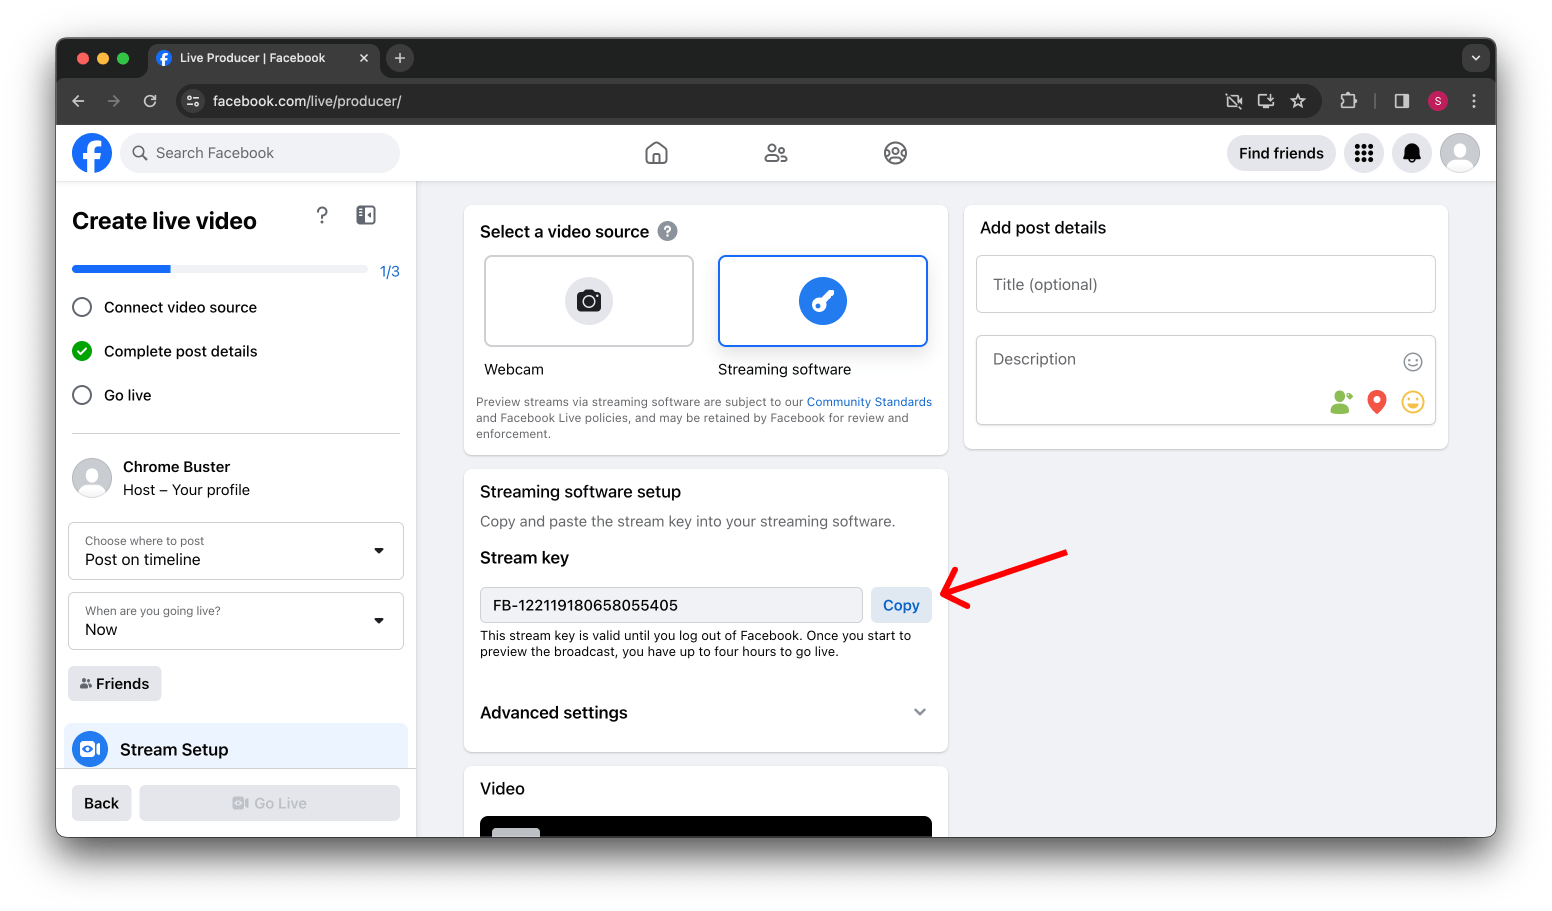 Live Producer | Facebook
facebook.com/live/producer/
S
Search Facebook
Find friends
Create live video
?
1/3
Connect video source
Complete post details
Go live
Chrome Buster
Host – Your profile
Choose where to post
Post on timeline
When are you going live?
Now
Friends
Stream Setup
Back
Go Live
Select a video source ?
Webcam
Streaming software
Preview streams via streaming software are subject to our Community Standards
and Facebook Live policies, and may be retained by Facebook for review and
enforcement.
Streaming software setup
Copy and paste the stream key into your streaming software.
Stream key
FB-122119180658055405
Copy
This stream key is valid until you log out of Facebook. Once you start to
preview the broadcast, you have up to four hours to go live.
Advanced settings
Video
Add post details
Title (optional)
Description